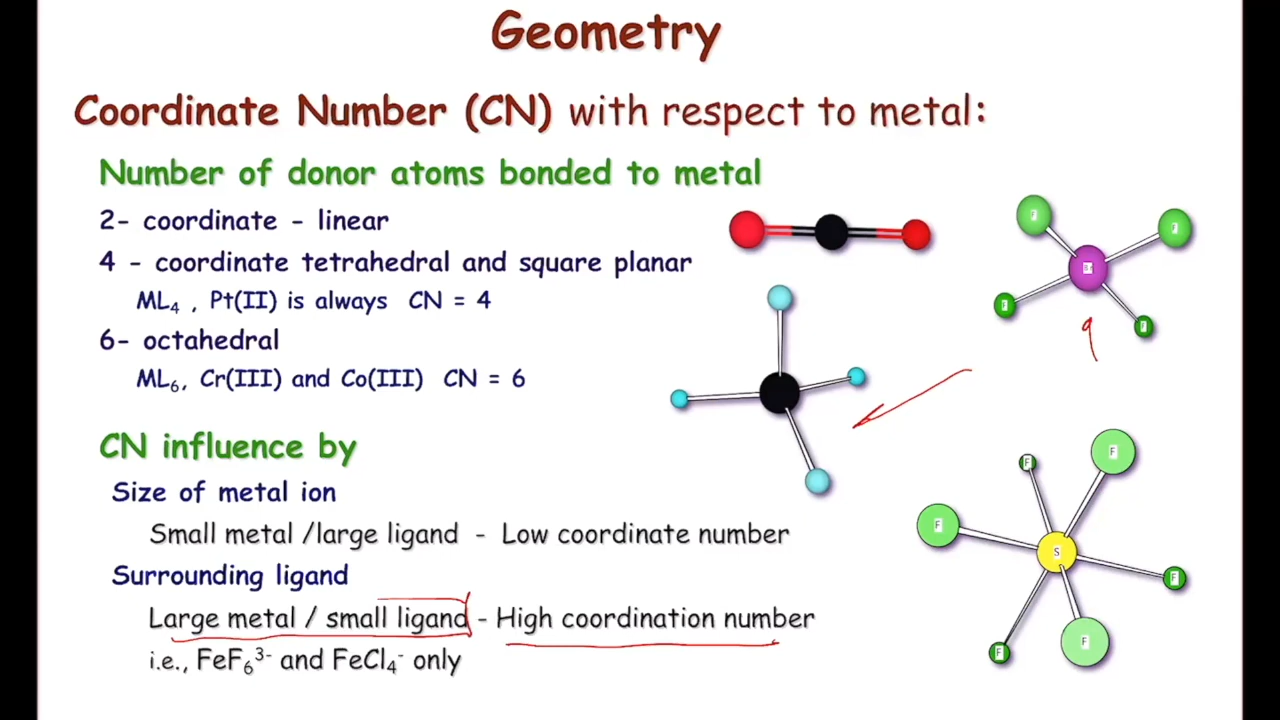 Geometry
Coordinate Number (CN) with respect to metal:
Number of donor atoms bonded to metal
2- coordinate - linear
4 - coordinate tetrahedral and square planar
ML₄ , Pt(II) is always CN = 4
6- octahedral
ML₆, Cr(III) and Co(III) CN = 6
CN influence by
Size of metal ion
Small metal /large ligand - Low coordinate number
Surrounding ligand
Large metal / small ligand - High coordination number
i.e., FeF₆³⁻ and FeCl₄⁻ only
F
F
Br
F
F
F
F
F
S
F
F
F